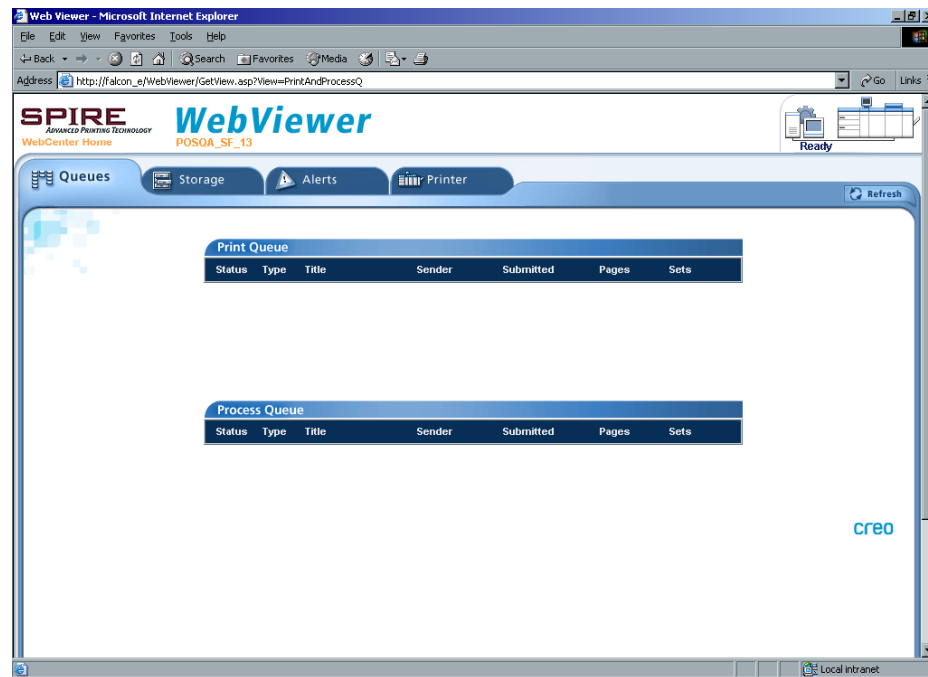 Web Viewer - Microsoft Internet Explorer
File Edit View Favorites Tools Help
Back Search Favorites Media
Address http://falcon_e/WebViewer/GetView.asp?View=PrintAndProcessQ Go Links
SPIRE
ADVANCED PRINTING TECHNOLOGY
WebCenter Home
WebViewer
POSQA_SF_13
Ready
Queues Storage Alerts Printer
Refresh
Print Queue
Status Type Title Sender Submitted Pages Sets
Process Queue
Status Type Title Sender Submitted Pages Sets
creo
Local intranet